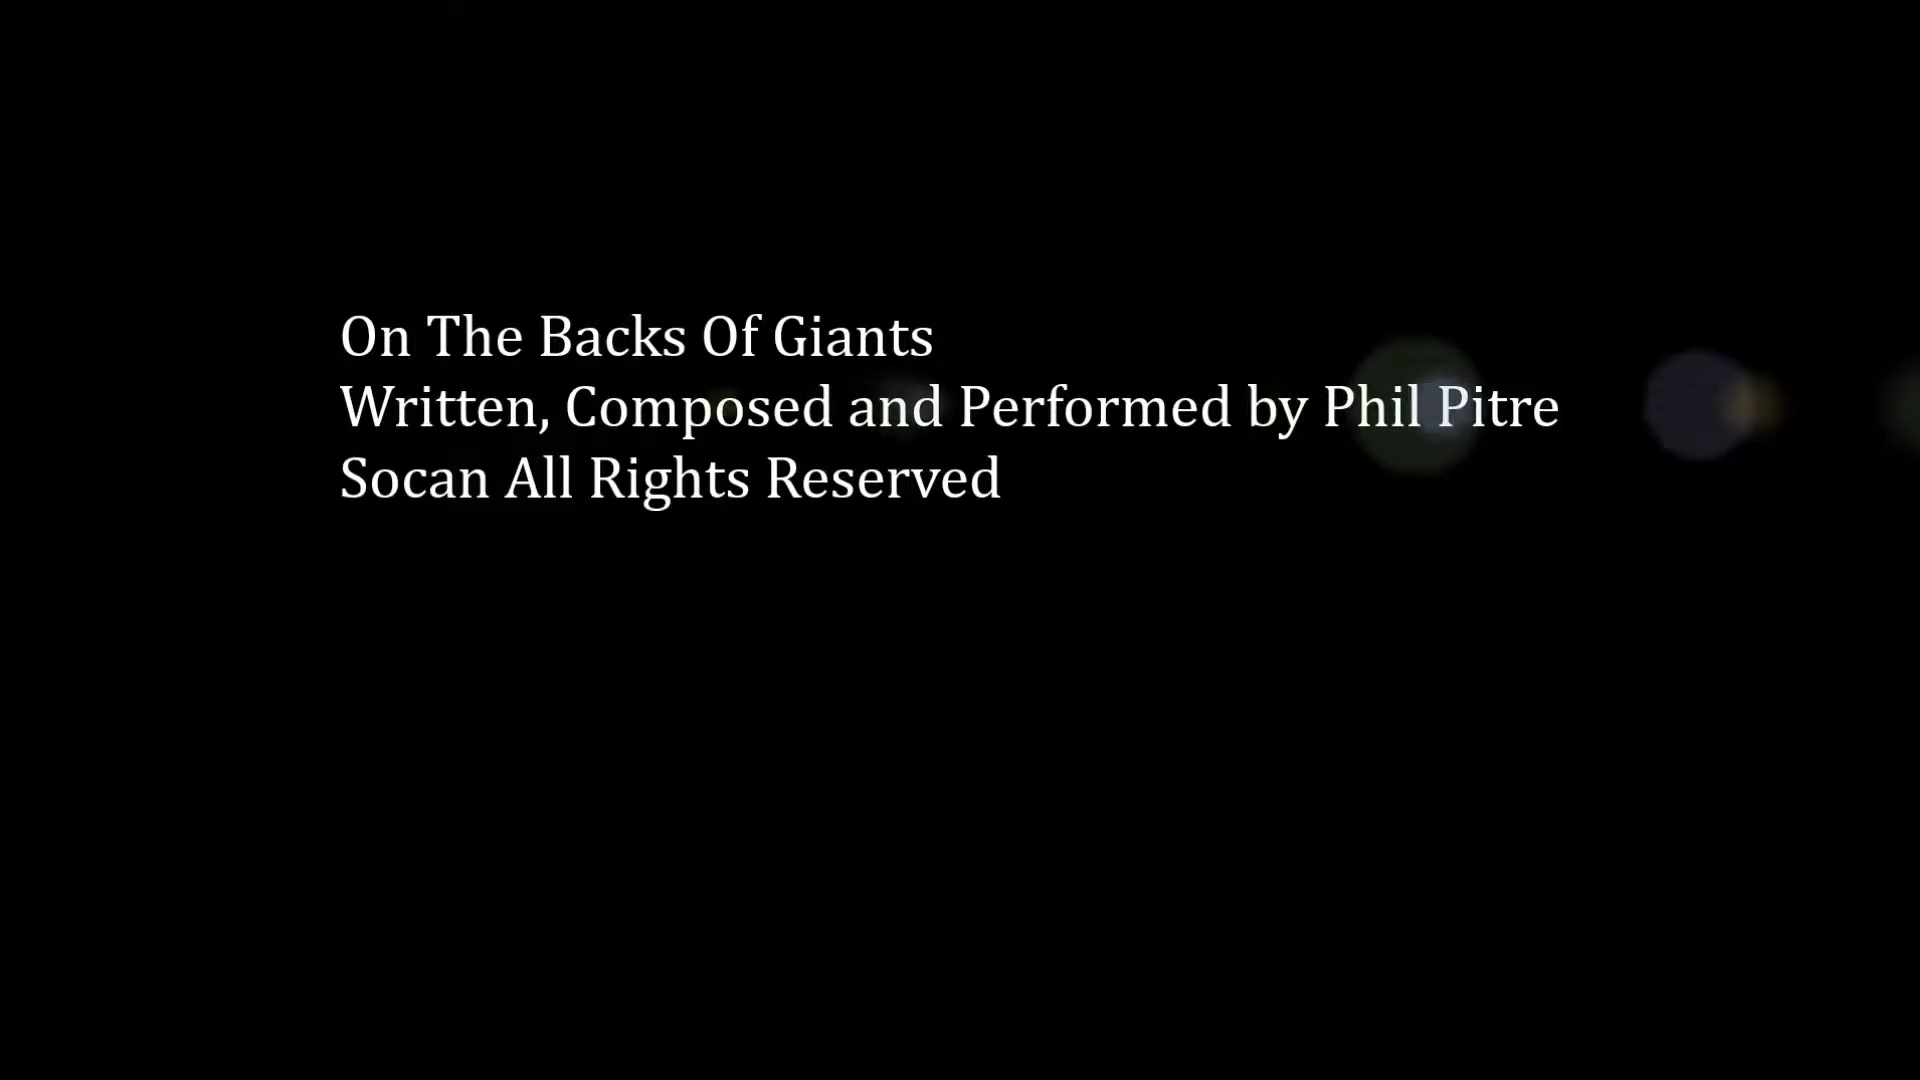 On The Backs Of Giants
Written, Composed and Performed by Phil Pitre
Socan All Rights Reserved